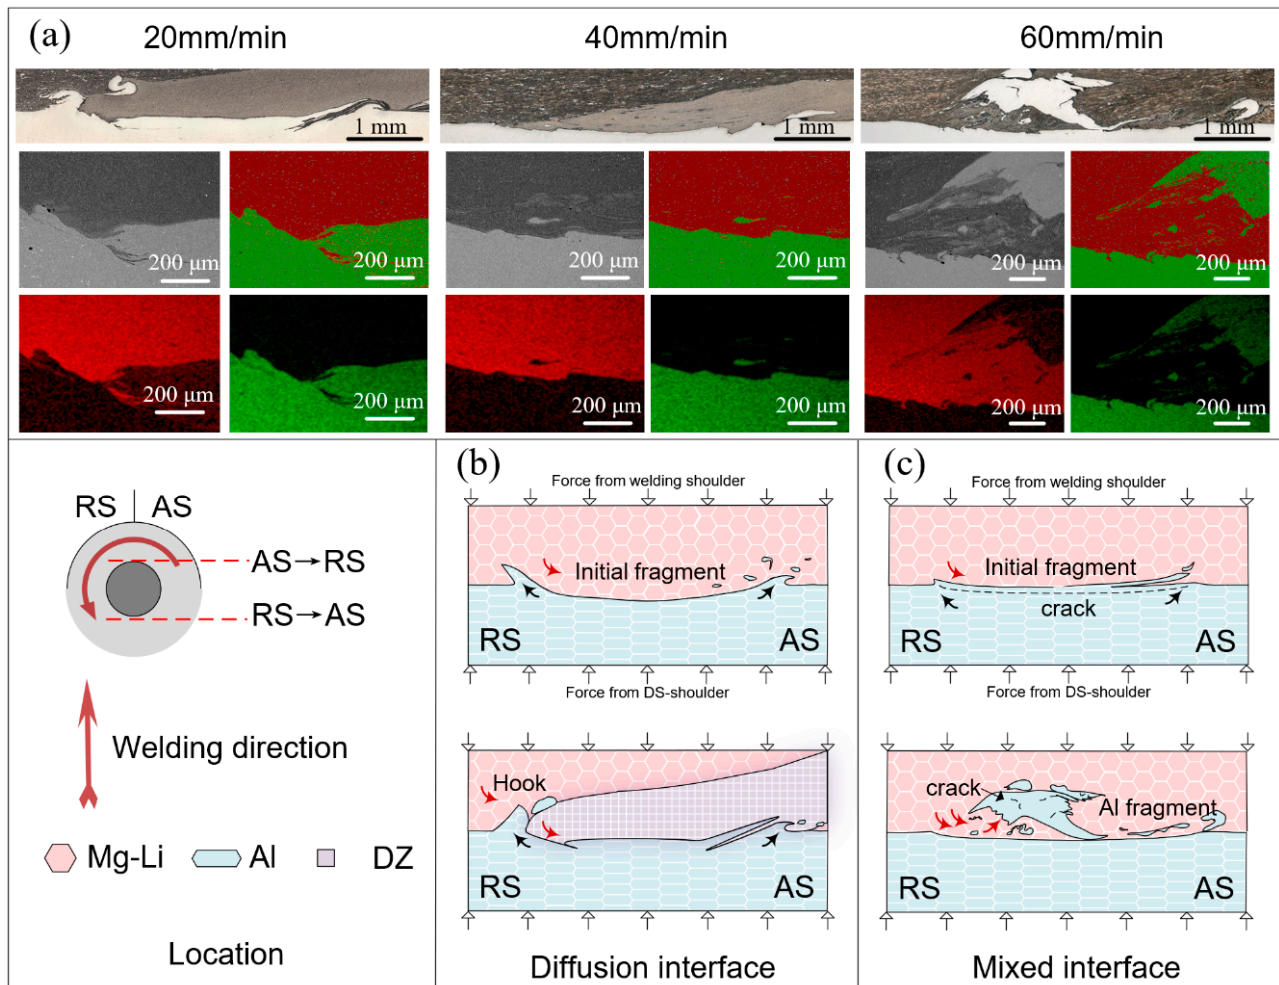 (a)
20mm/min
40mm/min
60mm/min
1 mm
1 mm
1 mm
200 μm
200 μm
200 μm
200 μm
200 μm
200 μm
200 μm
200 μm
200 μm
200 μm
200 μm
200 μm
RS
AS
AS→RS
RS→AS
Welding direction
Mg-Li
Al
DZ
Location
(b)
Force from welding shoulder
Initial fragment
RS
AS
Force from DS-shoulder
Hook
RS
AS
Diffusion interface
(c)
Force from welding shoulder
Initial fragment
crack
RS
AS
Force from DS-shoulder
crack
Al fragment
RS
AS
Mixed interface